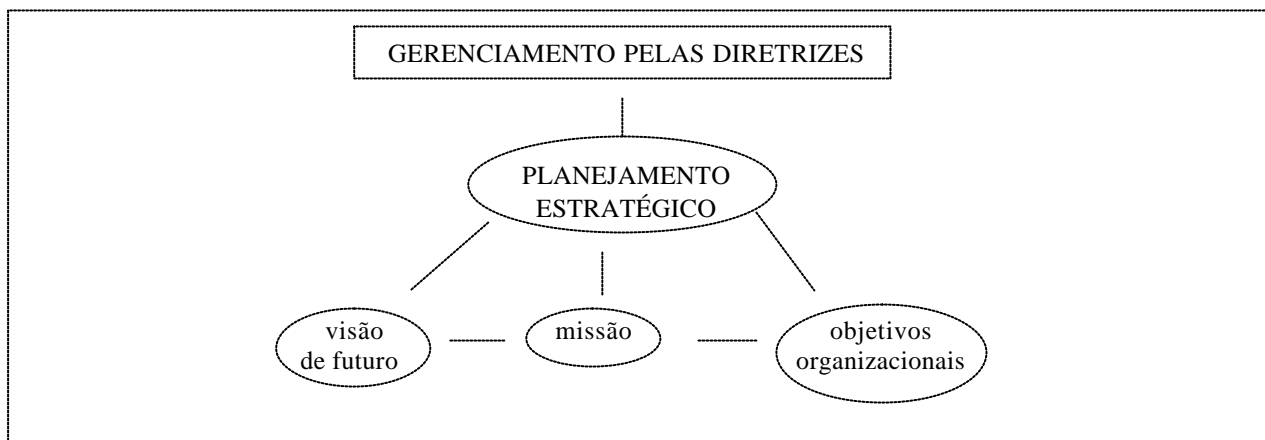 GERENCIAMENTO PELAS DIRETRIZES
PLANEJAMENTO
ESTRATÉGICO
visão
de futuro
missão
objetivos
organizacionais